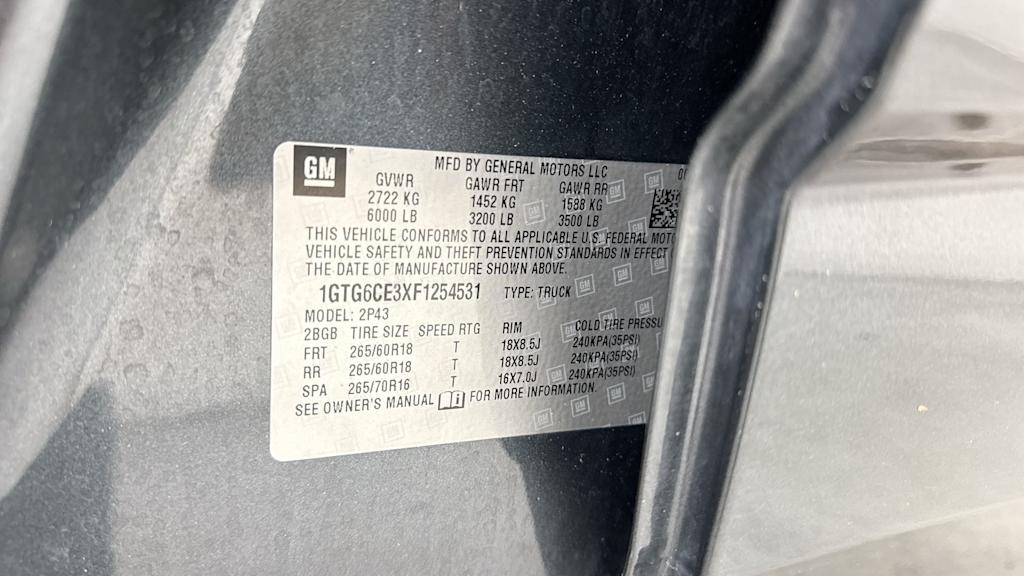 GM
MFD BY GENERAL MOTORS LLC
GVWR GAWR FRT GAWR RR
2722 KG 1452 KG 1588 KG
6000 LB 3200 LB 3500 LB
THIS VEHICLE CONFORMS TO ALL APPLICABLE U.S. FEDERAL
VEHICLE SAFETY AND THEFT PREVENTION STANDARDS IN EFFECT
THE DATE OF MANUFACTURE SHOWN ABOVE.
1GTG6CE3XF1254531 TYPE: TRUCK
MODEL: 2P43
2BGB TIRE SIZE SPEED RTG RIM COLD TIRE
FRT 265/60R18 T 18X8.5J 240KPA(35PSI)
RR 265/60R18 T 18X8.5J 240KPA(35PSI)
SPA 265/70R16 T 16X7.0J 240KPA(35PSI)
SEE OWNER'S MANUAL FOR MORE INFORMATION.